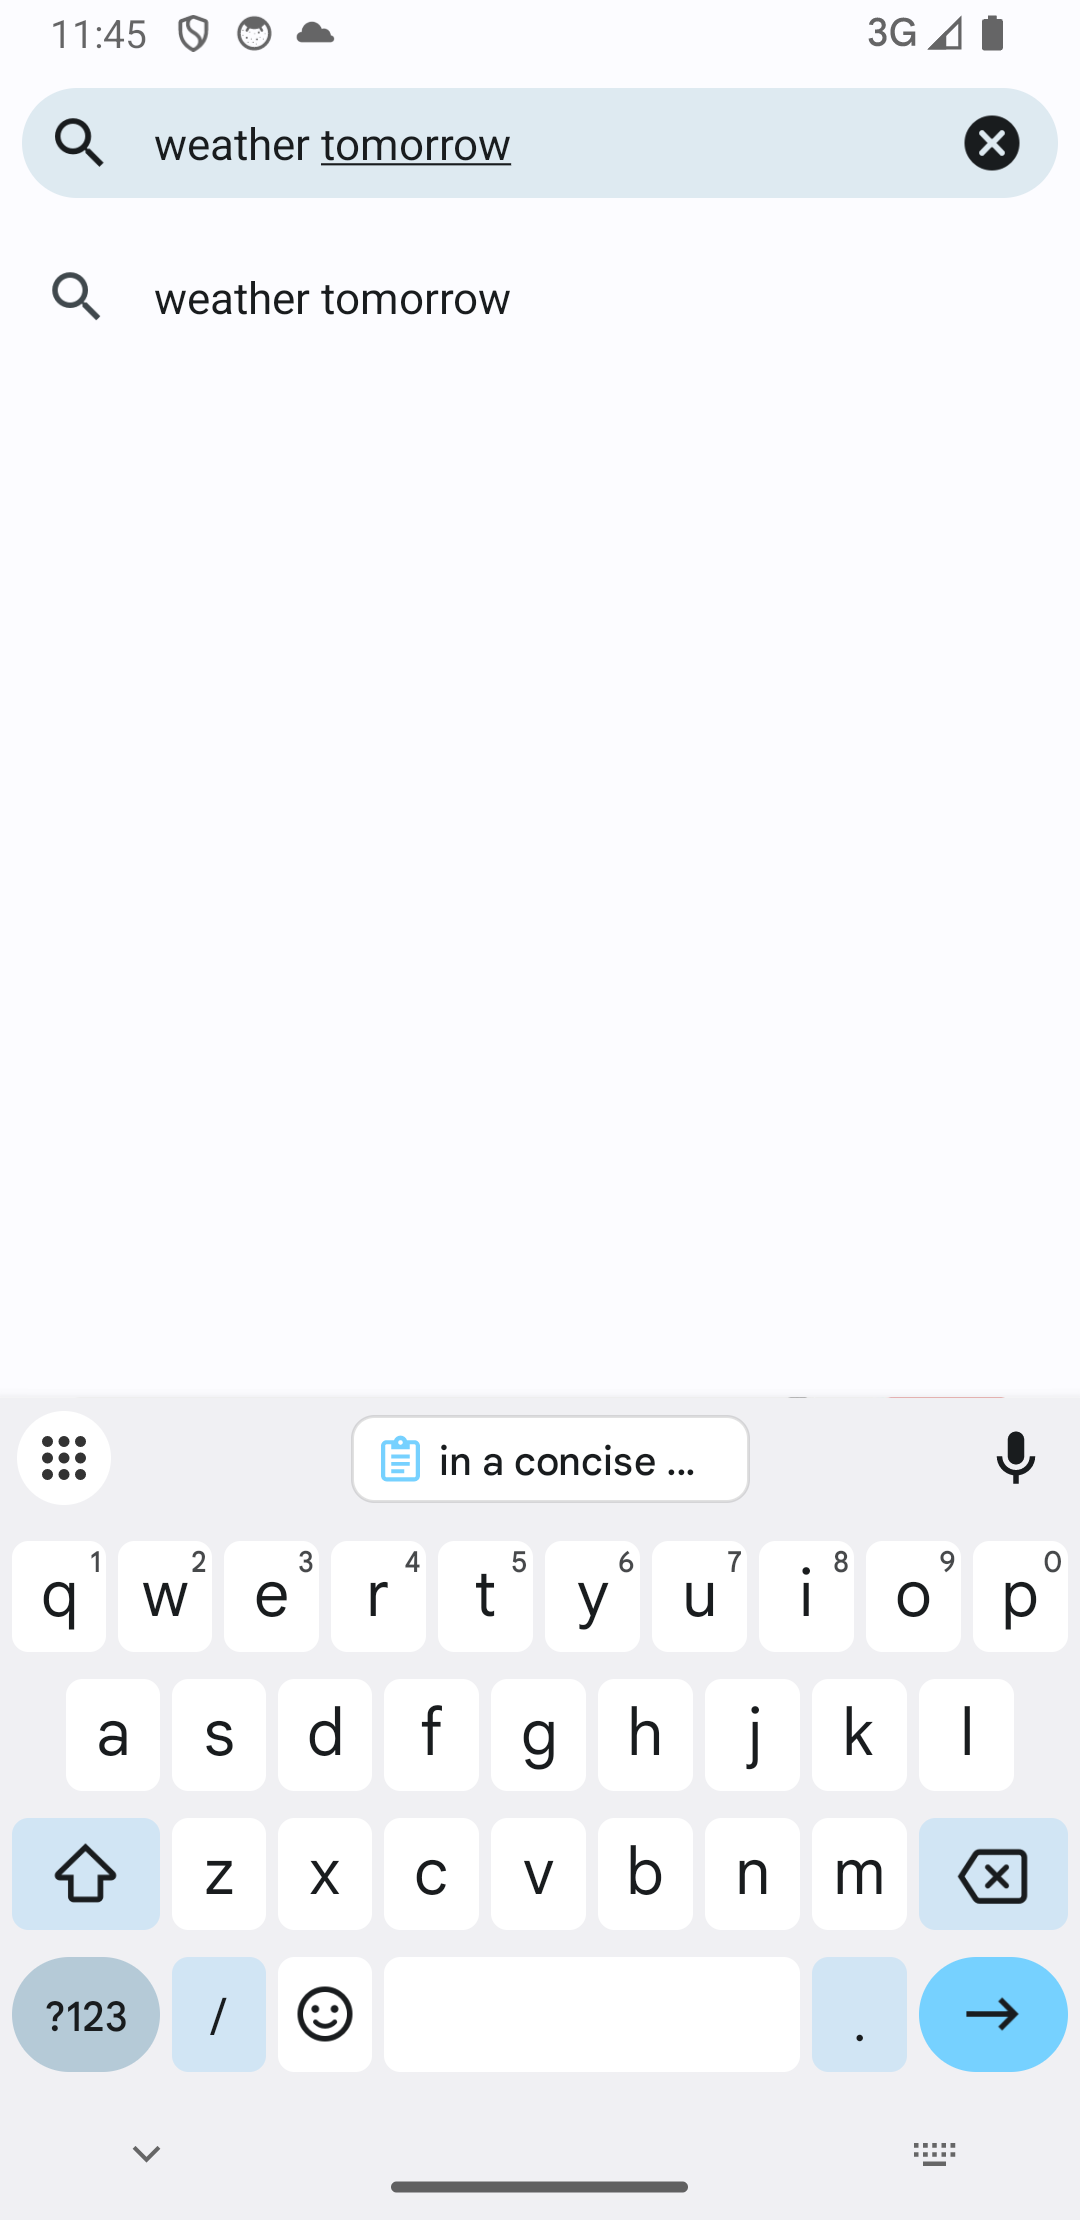 11:45 3G
weather tomorrow
weather tomorrow
in a concise ...
q 1 w 2 e 3 r 4 t 5 y 6 u 7 i 8 o 9 p 0
a s d f g h j k l
z x c v b n m
?123 / .